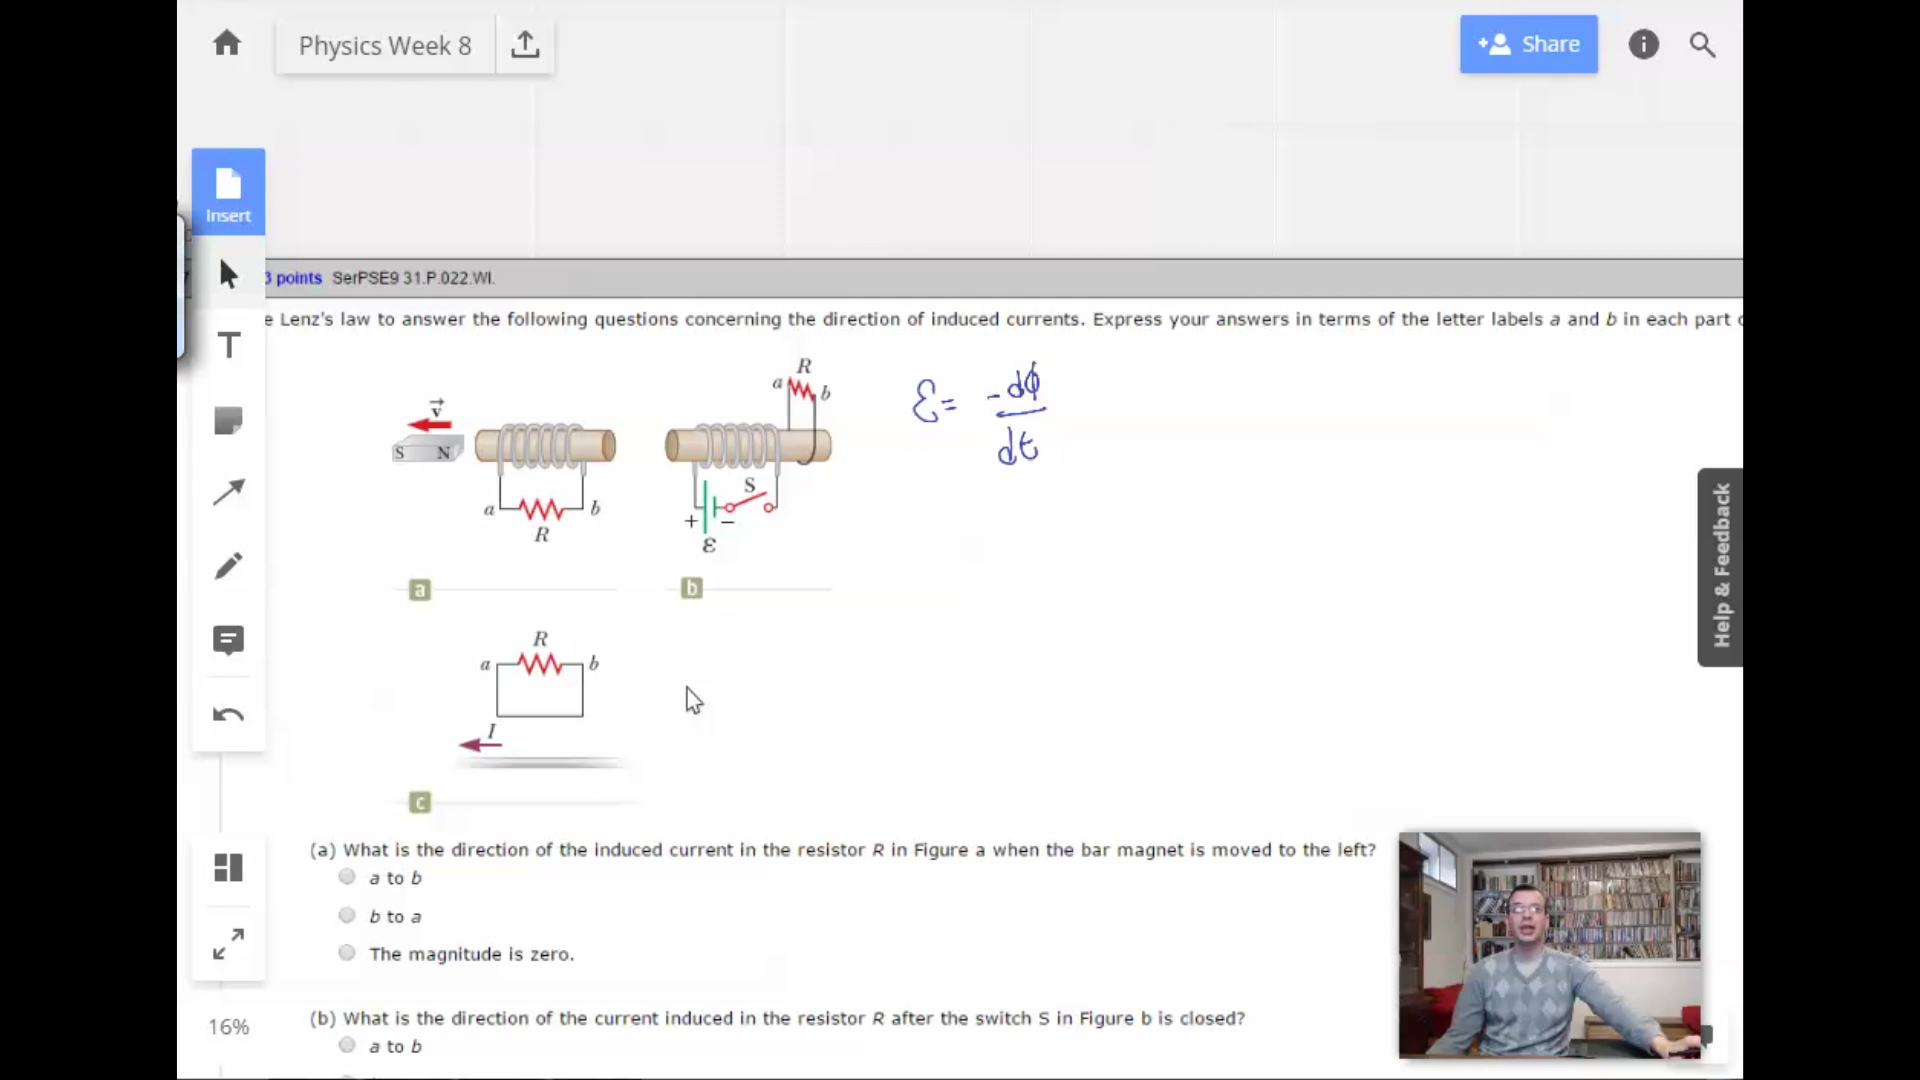 Physics Week 8
Share
Insert
3 points SerPSE9 31.P.022.WI.
e Lenz's law to answer the following questions concerning the direction of induced currents. Express your answers in terms of the letter labels a and b in each part
v
S N
a b
R
R
a b
S
+ −
ε
ε = -dϕ
dt
a
b
R
a b
I
c
Help & Feedback
(a) What is the direction of the induced current in the resistor R in Figure a when the bar magnet is moved to the left?
a to b
b to a
The magnitude is zero.
16%
(b) What is the direction of the current induced in the resistor R after the switch S in Figure b is closed?
a to b